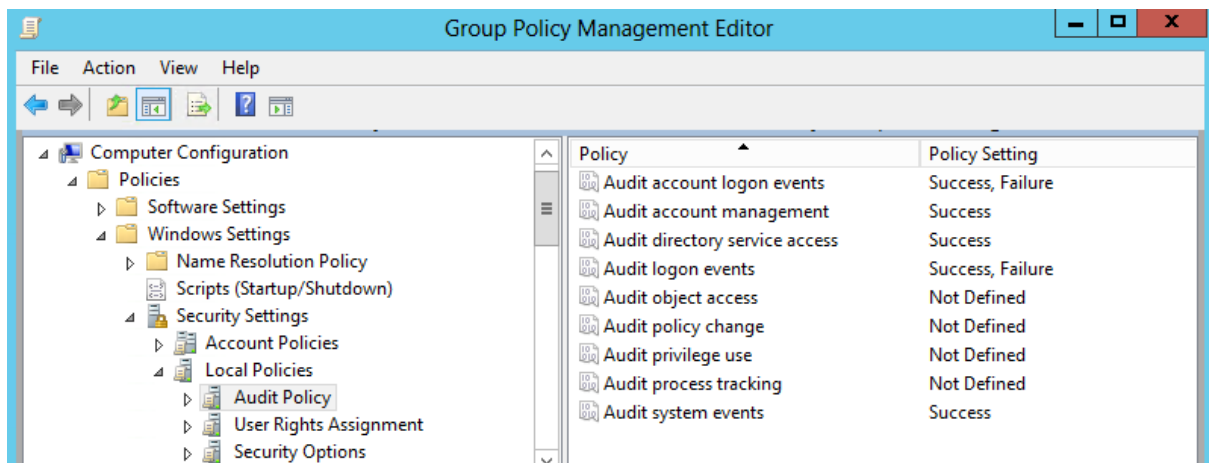 Group Policy Management Editor
File Action View Help
Computer Configuration
Policies
Software Settings
Windows Settings
Name Resolution Policy
Scripts (Startup/Shutdown)
Security Settings
Account Policies
Local Policies
Audit Policy
User Rights Assignment
Security Options
Policy Policy Setting
Audit account logon events Success, Failure
Audit account management Success
Audit directory service access Success
Audit logon events Success, Failure
Audit object access Not Defined
Audit policy change Not Defined
Audit privilege use Not Defined
Audit process tracking Not Defined
Audit system events Success